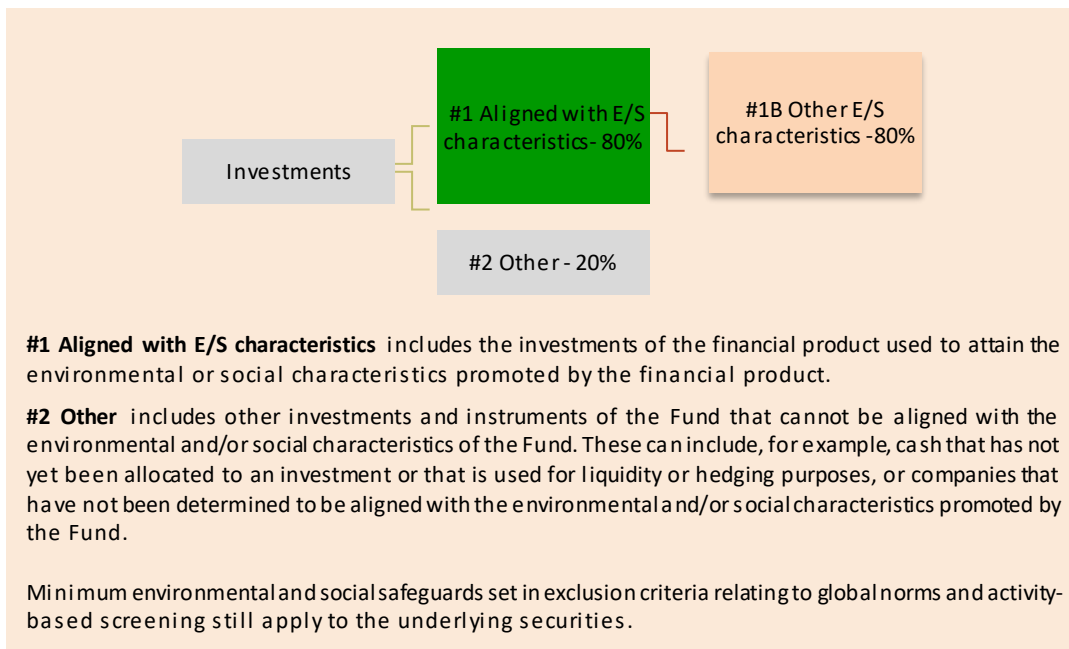 #1 Aligned with E/S
characteristics- 80%
#1B Other E/S
characteristics -80%
Investments
#2 Other - 20%
#1 Aligned with E/S characteristics includes the investments of the financial product used to attain the
environmental or social characteristics promoted by the financial product.
#2 Other includes other investments and instruments of the Fund that cannot be aligned with the
environmental and/or social characteristics of the Fund. These can include, for example, cash that has not
yet been allocated to an investment or that is used for liquidity or hedging purposes, or companies that
have not been determined to be aligned with the environmental and/or social characteristics promoted by
the Fund.
Minimum environmental and social safeguards set in exclusion criteria relating to global norms and activity-
based screening still apply to the underlying securities.